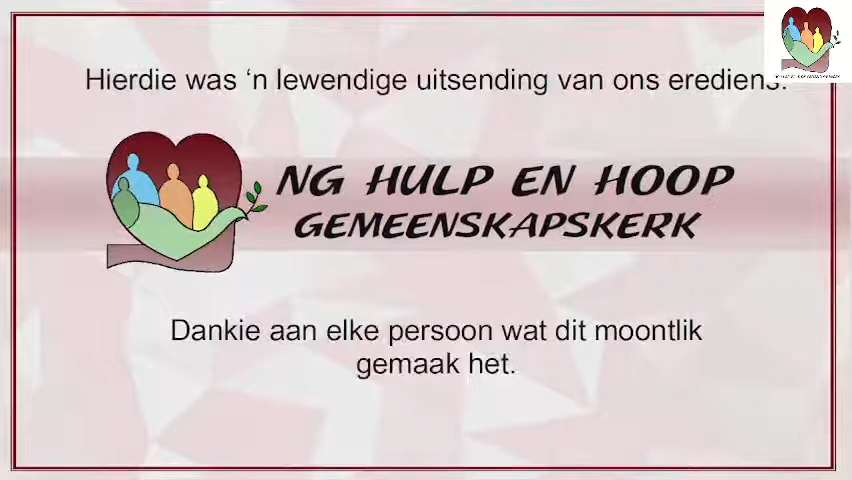 Hierdie was ‘n lewendige uitsending van ons erediens.
NG HULP EN HOOP
GEMEENSKAPSKERK
Dankie aan elke persoon wat dit moontlik
gemaak het.